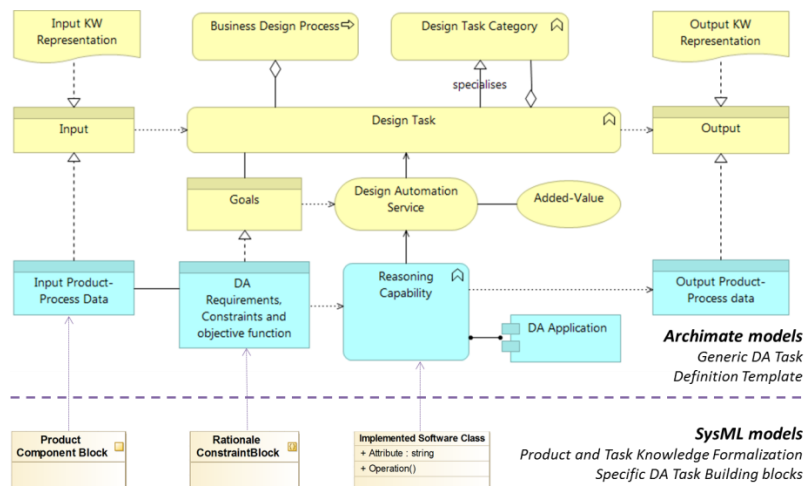 Input KW
Representation
Business Design Process
Design Task Category
Output KW
Representation
specialises
Input
Design Task
Output
Goals
Design Automation
Service
Added-Value
Input Product-
Process Data
DA
Requirements,
Constraints and
objective function
Reasoning
Capability
Output Product-
Process data
DA Application
Archimate models
Generic DA Task
Definition Template
SysML models
Product and Task Knowledge Formalization
Specific DA Task Building blocks
Product
Component Block
Rationale
ConstraintBlock
{}
Implemented Software Class
+ Attribute : string
+ Operation()